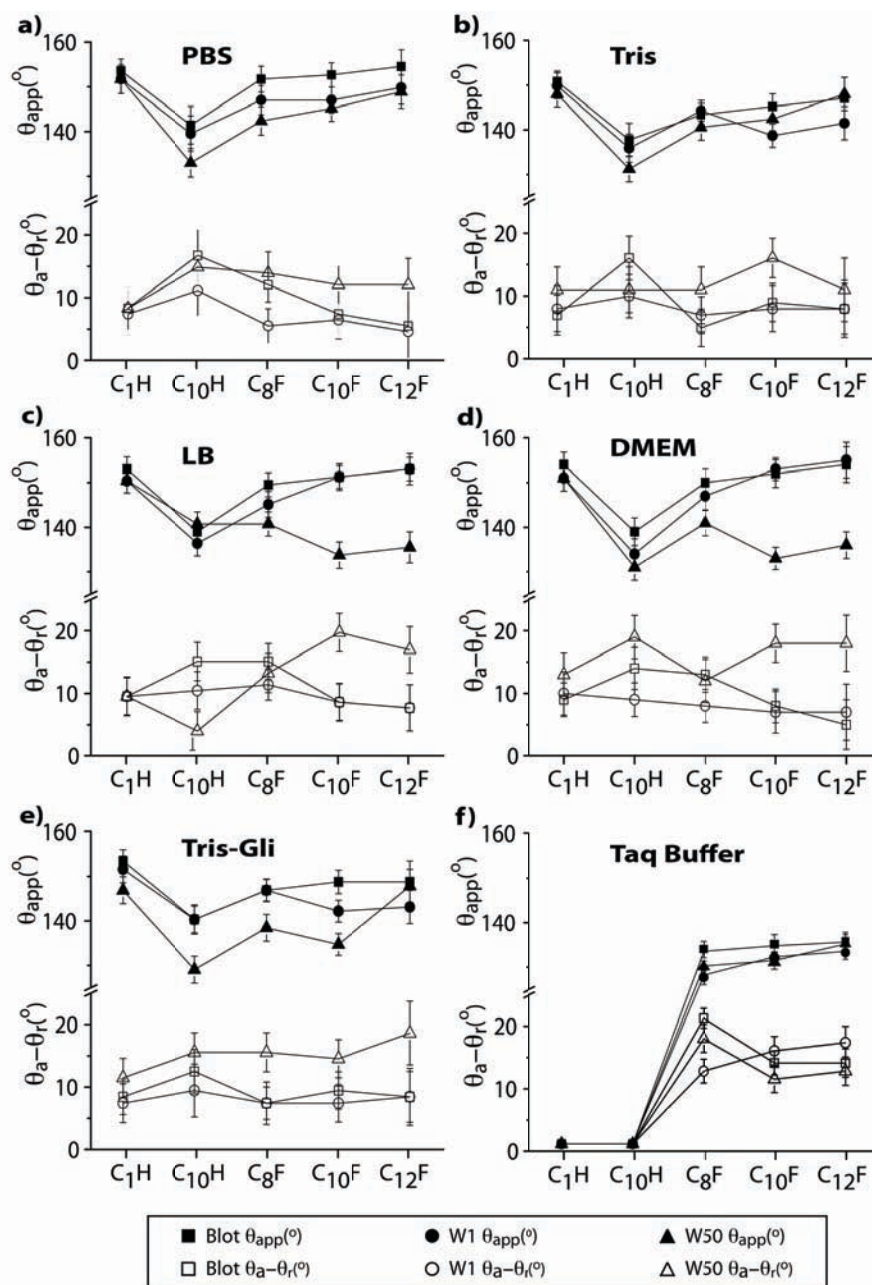 a)
PBS
160
140
θapp(°)
20
10
0
θa–θr(°)
C1H C10H C8F C10F C12F
b)
Tris
160
140
θapp(°)
20
10
0
θa–θr(°)
C1H C10H C8F C10F C12F
c)
LB
160
140
θapp(°)
20
10
0
θa–θr(°)
C1H C10H C8F C10F C12F
d)
DMEM
160
140
θapp(°)
20
10
0
θa–θr(°)
C1H C10H C8F C10F C12F
e)
Tris-Gli
160
140
θapp(°)
20
10
0
θa–θr(°)
C1H C10H C8F C10F C12F
f)
Taq Buffer
160
140
θapp(°)
20
10
0
θa–θr(°)
C1H C10H C8F C10F C12F
Blot θapp(°) W1 θapp(°) W50 θapp(°)
Blot θa–θr(°) W1 θa–θr(°) W50 θa–θr(°)